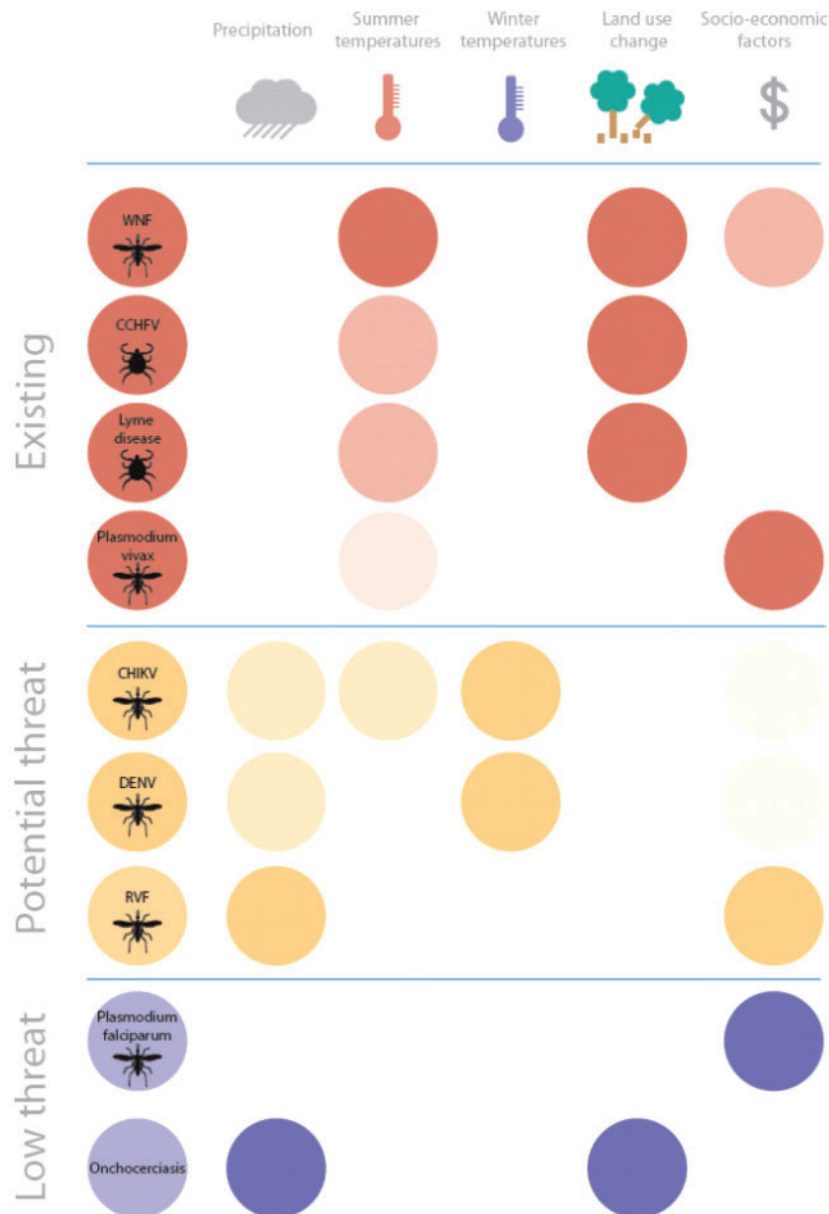 Precipitation
Summer
temperatures
Winter
temperatures
Land use
change
Socio-economic
factors
$
Existing
WNF
CCHFV
Lyme
disease
Plasmodium
vivax
Potential threat
CHIKV
DENV
RVF
Low threat
Plasmodium
falciparum
Onchocerciasis